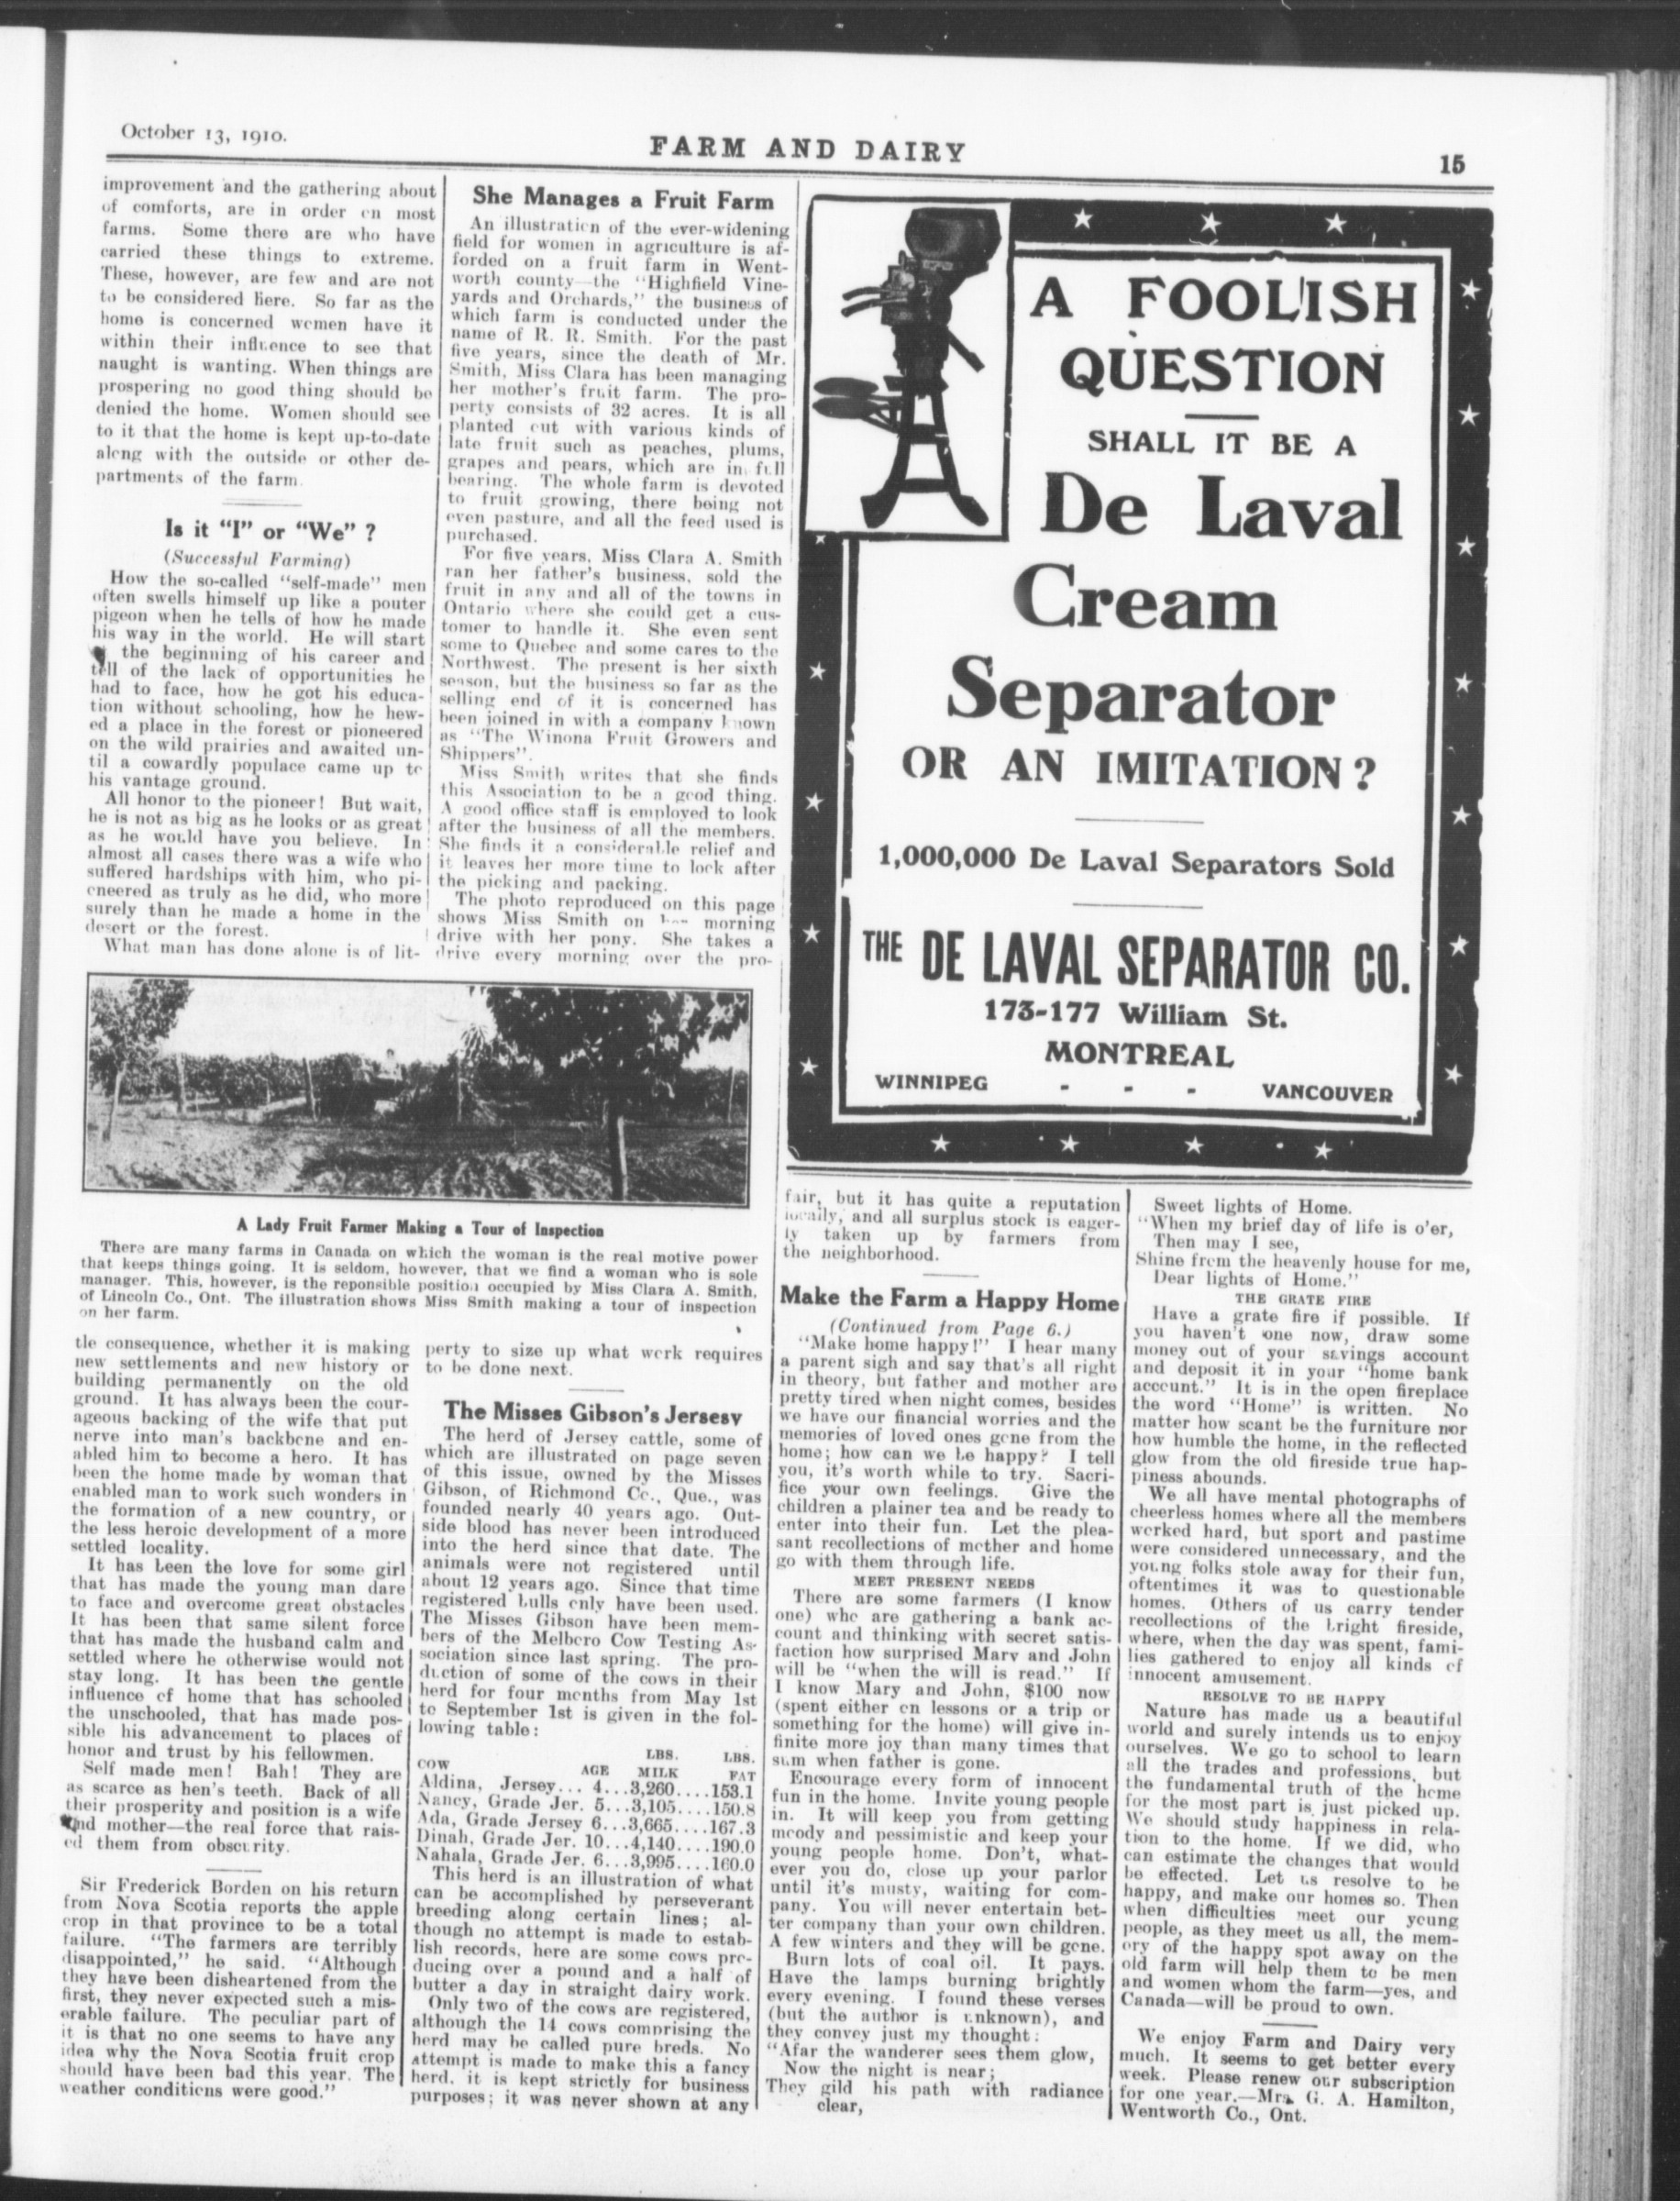 October 13, 1910.
FARM AND DAIRY
15
improvement and the gathering about
of comforts, are in order on most
farms. Some there are who have
carried these things to extreme.
These, however, are few and are not
to be considered here. So far as the
home is concerned women have it
within their influence to see that
naught is wanting. When things are
prospering no good thing should be
denied the home. Women should see
to it that the home is kept up-to-date
along with the outside or other de-
partments of the farm.
Is it "I" or "We" ?
(Successful Farming)
How the so-called "self-made" men
often swells himself up like a pouter
pigeon when he tells of how he made
his way in the world. He will start
the beginning of his career and
tell of the lack of opportunities he
had to face, how he got his educa-
tion without schooling, how he hew-
ed a place in the forest or pioneered
on the wild prairies and awaited un-
til a cowardly populace came up to
his vantage ground.
All honor to the pioneer! But wait,
he is not as big as he looks or as great
as he would have you believe. In
almost all cases there was a wife who
suffered hardships with him, who pi-
oneered as truly as he did, who more
surely than he made a home in the
desert or the forest.
What man has done alone is of lit-
She Manages a Fruit Farm
An illustration of the ever-widening
field for women in agriculture is af-
forded on a fruit farm in Went-
worth county—the "Highfield Vine-
yards and Orchards," the business of
which farm is conducted under the
name of R. R. Smith. For the past
five years, since the death of Mr.
Smith, Miss Clara has been managing
her mother's fruit farm. The pro-
perty consists of 32 acres. It is all
planted out with various kinds of
late fruit such as peaches, plums,
grapes and pears, which are in full
bearing. The whole farm is devoted
to fruit growing, there being not
even pasture, and all the feed used is
purchased.
For five years, Miss Clara A. Smith
ran her father's business, sold the
fruit in any and all of the towns in
Ontario where she could get a cus-
tomer to handle it. She even sent
some to Quebec and some cares to the
Northwest. The present is her sixth
season, but the business so far as the
selling end of it is concerned has
been joined in with a company known
as "The Winona Fruit Growers and
Shippers".
Miss Smith writes that she finds
this Association to be a good thing.
A good office staff is employed to look
after the business of all the members.
She finds it a considerable relief and
it leaves her more time to lock after
the picking and packing.
The photo reproduced on this page
shows Miss Smith on her morning
drive with her pony. She takes a
drive every morning over the pro-
A FOOLISH
QUESTION
SHALL IT BE A
De Laval
Cream
Separator
OR AN IMITATION?
1,000,000 De Laval Separators Sold
THE DE LAVAL SEPARATOR CO.
173-177 William St.
MONTREAL
WINNIPEG - - - VANCOUVER
A Lady Fruit Farmer Making a Tour of Inspection
There are many farms in Canada on which the woman is the real motive power
that keeps things going. It is seldom, however, that we find a woman who is sole
manager. This, however, is the reponsible position occupied by Miss Clara A. Smith,
of Lincoln Co., Ont. The illustration shows Miss Smith making a tour of inspection
on her farm.
tle consequence, whether it is making
new settlements and new history or
building permanently on the old
ground. It has always been the cour-
ageous backing of the wife that put
nerve into man's backbone and en-
abled him to become a hero. It has
been the home made by woman that
enabled man to work such wonders in
the formation of a new country, or
the less heroic development of a more
settled locality.
It has been the love for some girl
that has made the young man dare
to face and overcome great obstacles
It has been that same silent force
that has made the husband calm and
settled where he otherwise would not
stay long. It has been the gentle
influence of home that has schooled
the unschooled, that has made pos-
sible his advancement to places of
honor and trust by his fellowmen.
Self made men! Bah! They are
as scarce as hen's teeth. Back of all
their prosperity and position is a wife
and mother—the real force that rais-
ed them from obscurity.
Sir Frederick Borden on his return
from Nova Scotia reports the apple
crop in that province to be a total
failure. "The farmers are terribly
disappointed," he said. "Although
they have been disheartened from the
first, they never expected such a mis-
erable failure. The peculiar part of
it is that no one seems to have any
idea why the Nova Scotia fruit crop
should have been bad this year. The
weather conditions were good."
perty to size up what work requires
to be done next.
The Misses Gibson's Jersesy
The herd of Jersey cattle, some of
which are illustrated on page seven
of this issue, owned by the Misses
Gibson, of Richmond Co., Que., was
founded nearly 40 years ago. Out-
side blood has never been introduced
into the herd since that date. The
animals were not registered until
about 12 years ago. Since that time
registered bulls only have been used.
The Misses Gibson have been mem-
bers of the Melboro Cow Testing As-
sociation since last spring. The pro-
duction of some of the cows in their
herd for four months from May 1st
to September 1st is given in the fol-
lowing table:
LBS. LBS.
COW AGE MILK FAT
Aldina, Jersey... 4...3,260....153.1
Nancy, Grade Jer. 5...3,105....150.8
Ada, Grade Jersey 6...3,665....167.3
Dinah, Grade Jer. 10...4,140....190.0
Nahala, Grade Jer. 6...3,995....160.0
This herd is an illustration of what
can be accomplished by perseverant
breeding along certain lines; al-
though no attempt is made to estab-
lish records, here are some cows pro-
ducing over a pound and a half of
butter a day in straight dairy work.
Only two of the cows are registered,
although the 14 cows comprising the
herd may be called pure breds. No
attempt is made to make this a fancy
herd. it is kept strictly for business
purposes; it was never shown at any
fair, but it has quite a reputation
locally, and all surplus stock is eager-
ly taken up by farmers from
the neighborhood.
Make the Farm a Happy Home
(Continued from Page 6.)
"Make home happy!" I hear many
a parent sigh and say that's all right
in theory, but father and mother are
pretty tired when night comes, besides
we have our financial worries and the
memories of loved ones gone from the
home; how can we be happy? I tell
you, it's worth while to try. Sacri-
fice your own feelings. Give the
children a plainer tea and be ready to
enter into their fun. Let the plea-
sant recollections of mother and home
go with them through life.
MEET PRESENT NEEDS
There are some farmers (I know
one) who are gathering a bank ac-
count and thinking with secret satis-
faction how surprised Mary and John
will be "when the will is read." If
I know Mary and John, $100 now
(spent either on lessons or a trip or
something for the home) will give in-
finite more joy than many times that
sum when father is gone.
Encourage every form of innocent
fun in the home. Invite young people
in. It will keep you from getting
moody and pessimistic and keep your
young people home. Don't, what-
ever you do, close up your parlor
until it's musty, waiting for com-
pany. You will never entertain bet-
ter company than your own children.
A few winters and they will be gone.
Burn lots of coal oil. It pays.
Have the lamps burning brightly
every evening. I found these verses
(but the author is unknown), and
they convey just my thought:
"Afar the wanderer sees them glow,
Now the night is near;
They gild his path with radiance
clear,
Sweet lights of Home.
"When my brief day of life is o'er,
Then may I see,
Shine from the heavenly house for me,
Dear lights of Home."
THE GRATE FIRE
Have a grate fire if possible. If
you haven't one now, draw some
money out of your savings account
and deposit it in your "home bank
account." It is in the open fireplace
the word "Home" is written. No
matter how scant be the furniture nor
how humble the home, in the reflected
glow from the old fireside true hap-
piness abounds.
We all have mental photographs of
cheerless homes where all the members
worked hard, but sport and pastime
were considered unnecessary, and the
young folks stole away for their fun,
oftentimes it was to questionable
homes. Others of us carry tender
recollections of the bright fireside,
where, when the day was spent, fami-
lies gathered to enjoy all kinds of
innocent amusement.
RESOLVE TO BE HAPPY
Nature has made us a beautiful
world and surely intends us to enjoy
ourselves. We go to school to learn
all the trades and professions, but
the fundamental truth of the home
for the most part is just picked up.
We should study happiness in rela-
tion to the home. If we did, who
can estimate the changes that would
be effected. Let us resolve to be
happy, and make our homes so. Then
when difficulties meet our young
people, as they meet us all, the mem-
ory of the happy spot away on the
old farm will help them to be men
and women whom the farm—yes, and
Canada—will be proud to own.
We enjoy Farm and Dairy very
much. It seems to get better every
week. Please renew our subscription
for one year.—Mrs. G. A. Hamilton,
Wentworth Co., Ont.